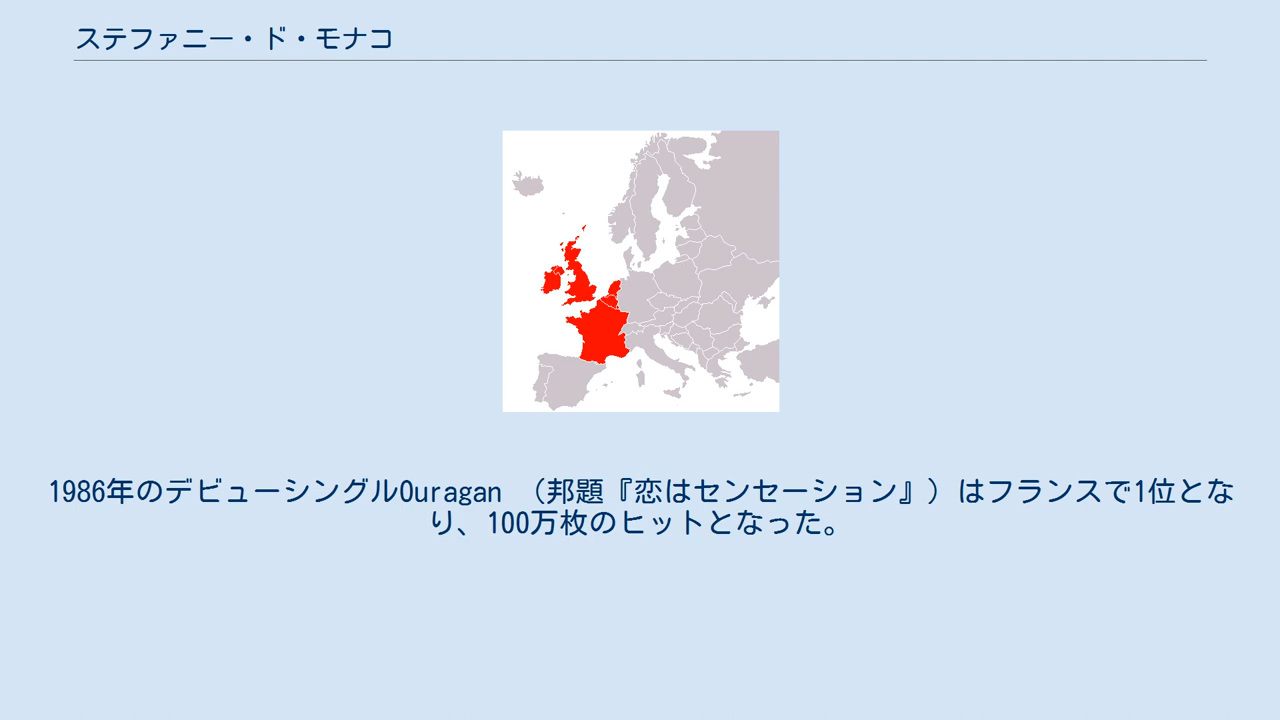 ステファニー・ド・モナコ
1986年のデビューシングルOuragan （邦題『恋はセンセーション』）はフランスで1位とな
り、100万枚のヒットとなった。